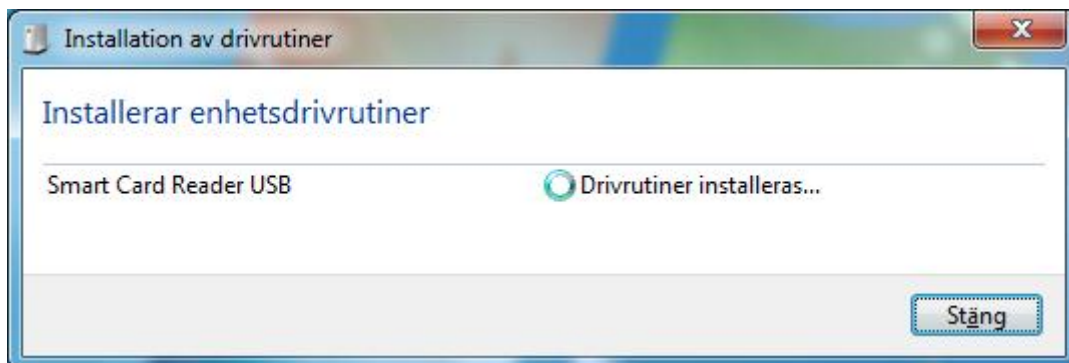 Installation av drivrutiner
Installerar enhetsdrivrutiner
Smart Card Reader USB Drivrutiner installeras...
Stäng